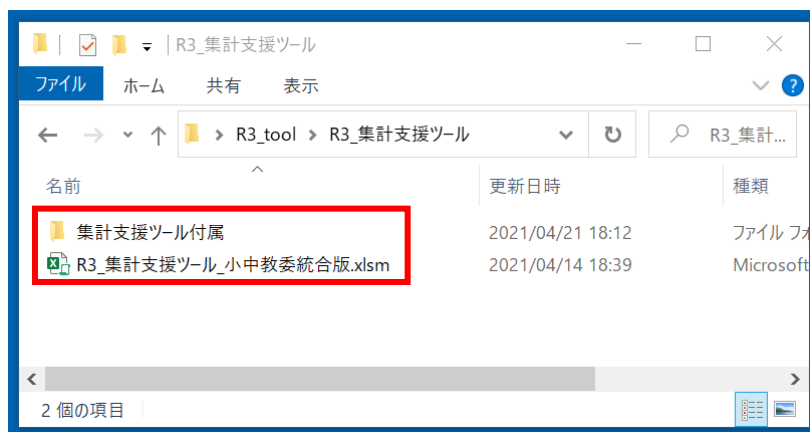 R3_集計支援ツール
ファイル ホーム 共有 表示
R3_tool R3_集計支援ツール R3_集計...
名前 更新日時 種類
集計支援ツール付属 2021/04/21 18:12 ファイル フォ
R3_集計支援ツール_小中教委統合版.xlsm 2021/04/14 18:39 Microsoft
2 個の項目